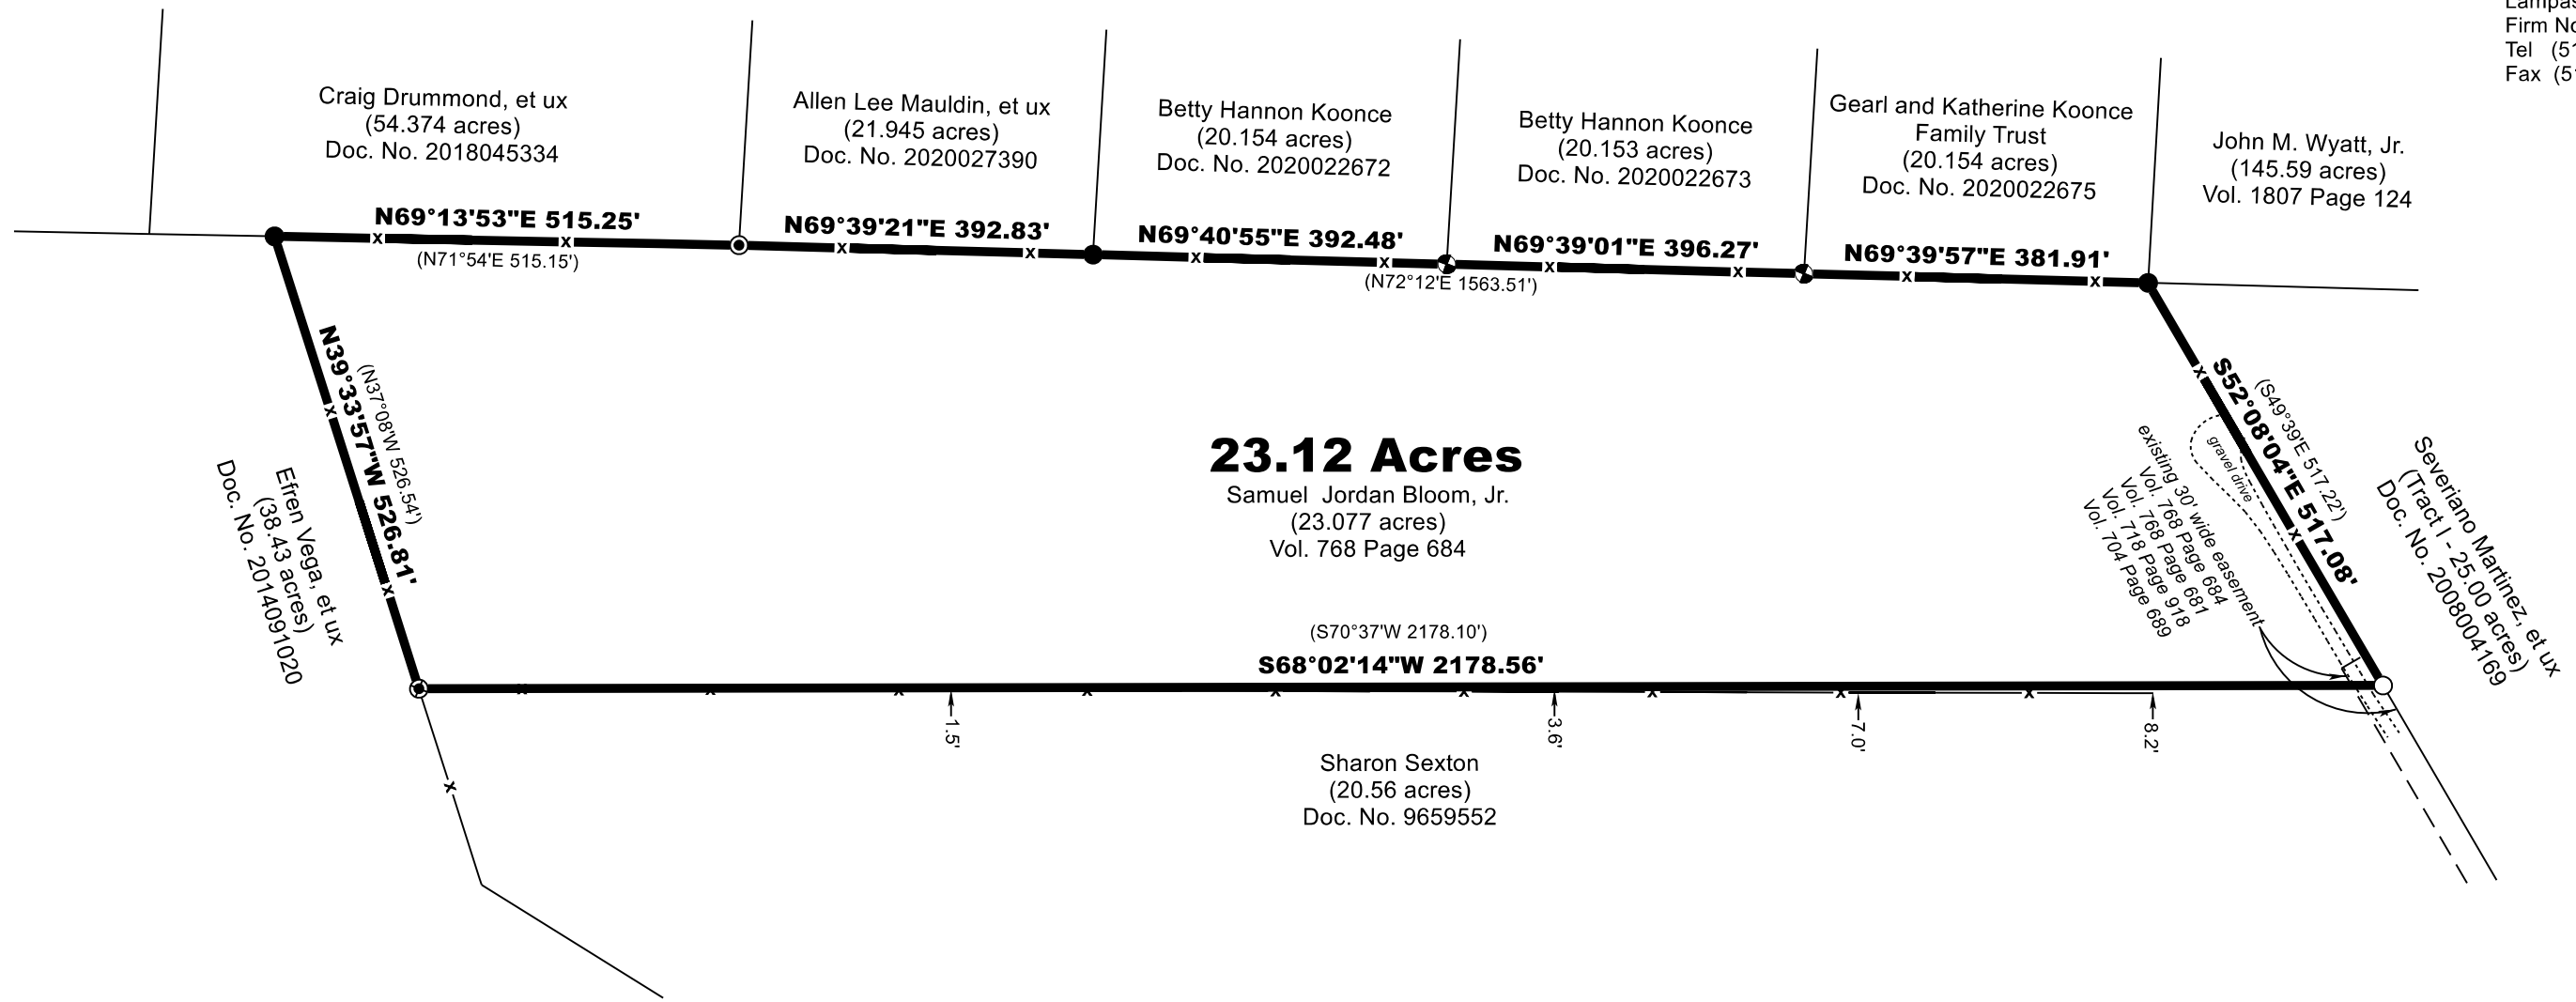 Lampas
Firm No
Tel (51
Fax (51
Craig Drummond, et ux
(54.374 acres)
Doc. No. 2018045334
Allen Lee Mauldin, et ux
(21.945 acres)
Doc. No. 2020027390
Betty Hannon Koonce
(20.154 acres)
Doc. No. 2020022672
Betty Hannon Koonce
(20.153 acres)
Doc. No. 2020022673
Gearl and Katherine Koonce
Family Trust
(20.154 acres)
Doc. No. 2020022675
John M. Wyatt, Jr.
(145.59 acres)
Vol. 1807 Page 124
N69°13'53"E 515.25'
(N71°54'E 515.15')
N69°39'21"E 392.83'
N69°40'55"E 392.48'
N69°39'01"E 396.27'
(N72°12'E 1563.51')
N69°39'57"E 381.91'
(N37°08'W 526.54')
N39°33'57"W 526.81'
Efren Vega, et ux
(38.43 acres)
Doc. No. 2014091020
23.12 Acres
Samuel Jordan Bloom, Jr.
(23.077 acres)
Vol. 768 Page 684
(S49°39'E 517.22')
S52°08'04"E 517.08'
gravel drive
existing 30' wide easement
Vol. 768 Page 684
Vol. 768 Page 681
Vol. 718 Page 918
Vol. 704 Page 689
Severiano Martinez, et ux
(Tract I - 25.00 acres)
Doc. No. 2008004169
(S70°37'W 2178.10')
S68°02'14"W 2178.56'
1.5'
3.6'
7.0'
8.2'
Sharon Sexton
(20.56 acres)
Doc. No. 9659552